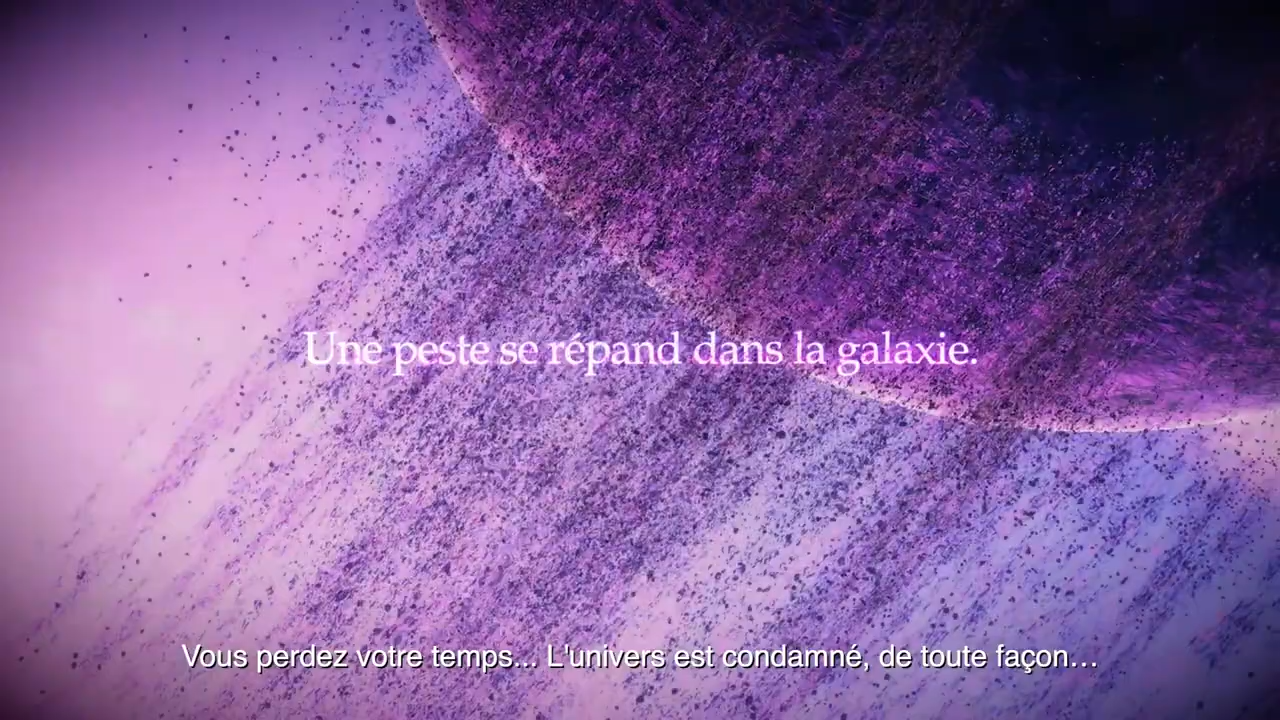 Une peste se répand dans la galaxie.
Vous perdez votre temps... L'univers est condamné, de toute façon…